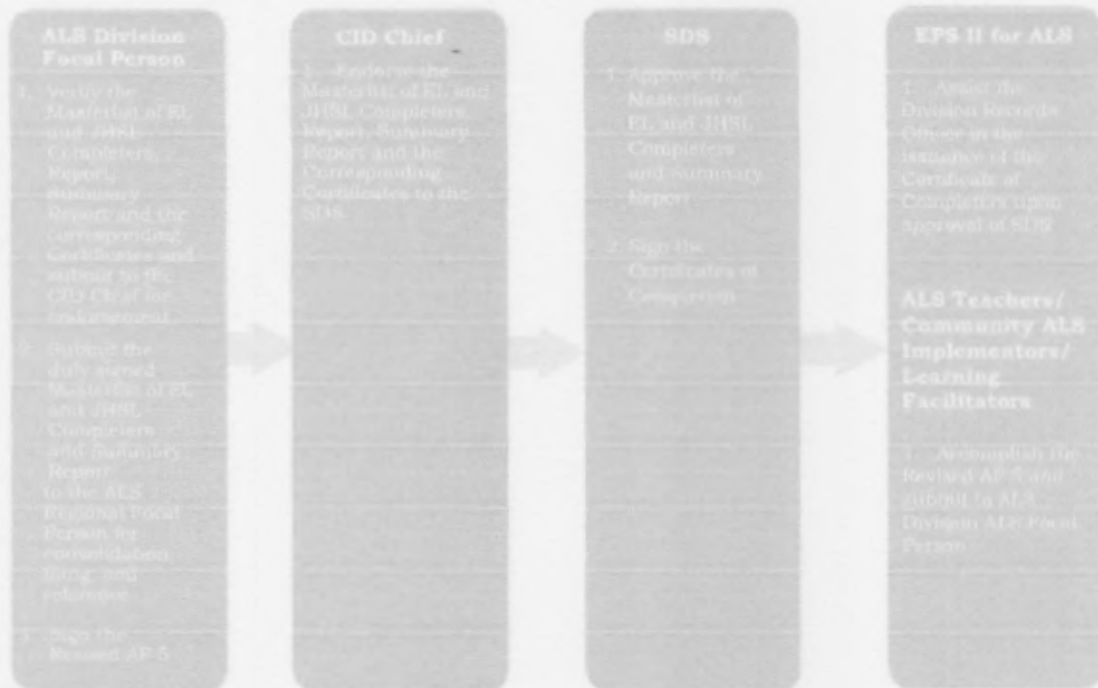 ALS Division
Focal Person
1. Verify the
Masterlist of EL
and JHSL
Completers,
Report,
Summary
Report and the
corresponding
Certificates and
submit to the
CID Chief for
endorsement
2. Submit the
duly signed
Masterlist of EL
and JHSL
Completers
and Summary
Report
to the ALS
Regional Focal
Person for
consolidation,
filing, and
reference
3. Sign the
Revised AF 5
CID Chief
1. Endorse the
Masterlist of EL and
JHSL Completers,
Report, Summary
Report and the
Corresponding
Certificates to the
SDS.
SDS
1. Approve the
Masterlist of
EL and JHSL
Completers
and Summary
Report
2. Sign the
Certificates of
Completion
EPS II for ALS
1. Assist the
Division Records
Officer in the
issuance of the
Certificate of
Completers upon
approval of SDS
ALS Teachers/
Community ALS
Implementors/
Learning
Facilitators
1. Accomplish the
Revised AF 5 and
submit to ALS
Division ALS Focal
Person